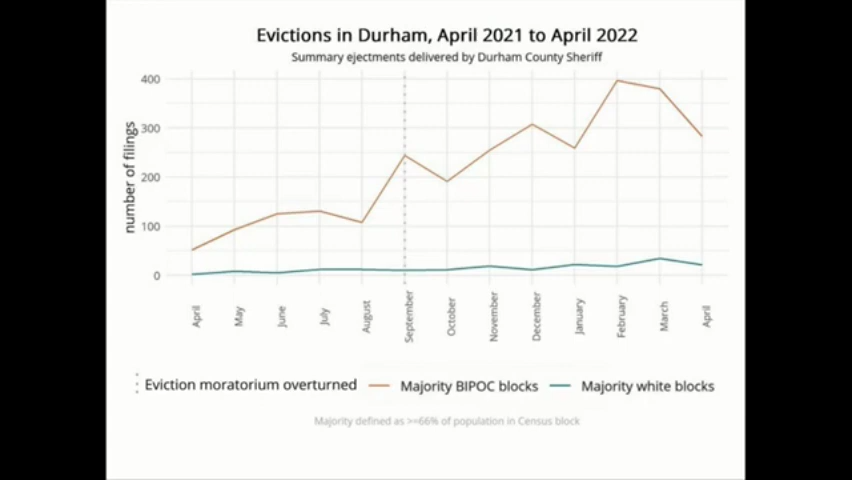 Evictions in Durham, April 2021 to April 2022
Summary ejectments delivered by Durham County Sheriff
number of filings
400
300
200
100
0
April
May
June
July
August
September
October
November
December
January
February
March
April
Eviction moratorium overturned
Majority BIPOC blocks
Majority white blocks
Majority defined as >=66% of population in Census block